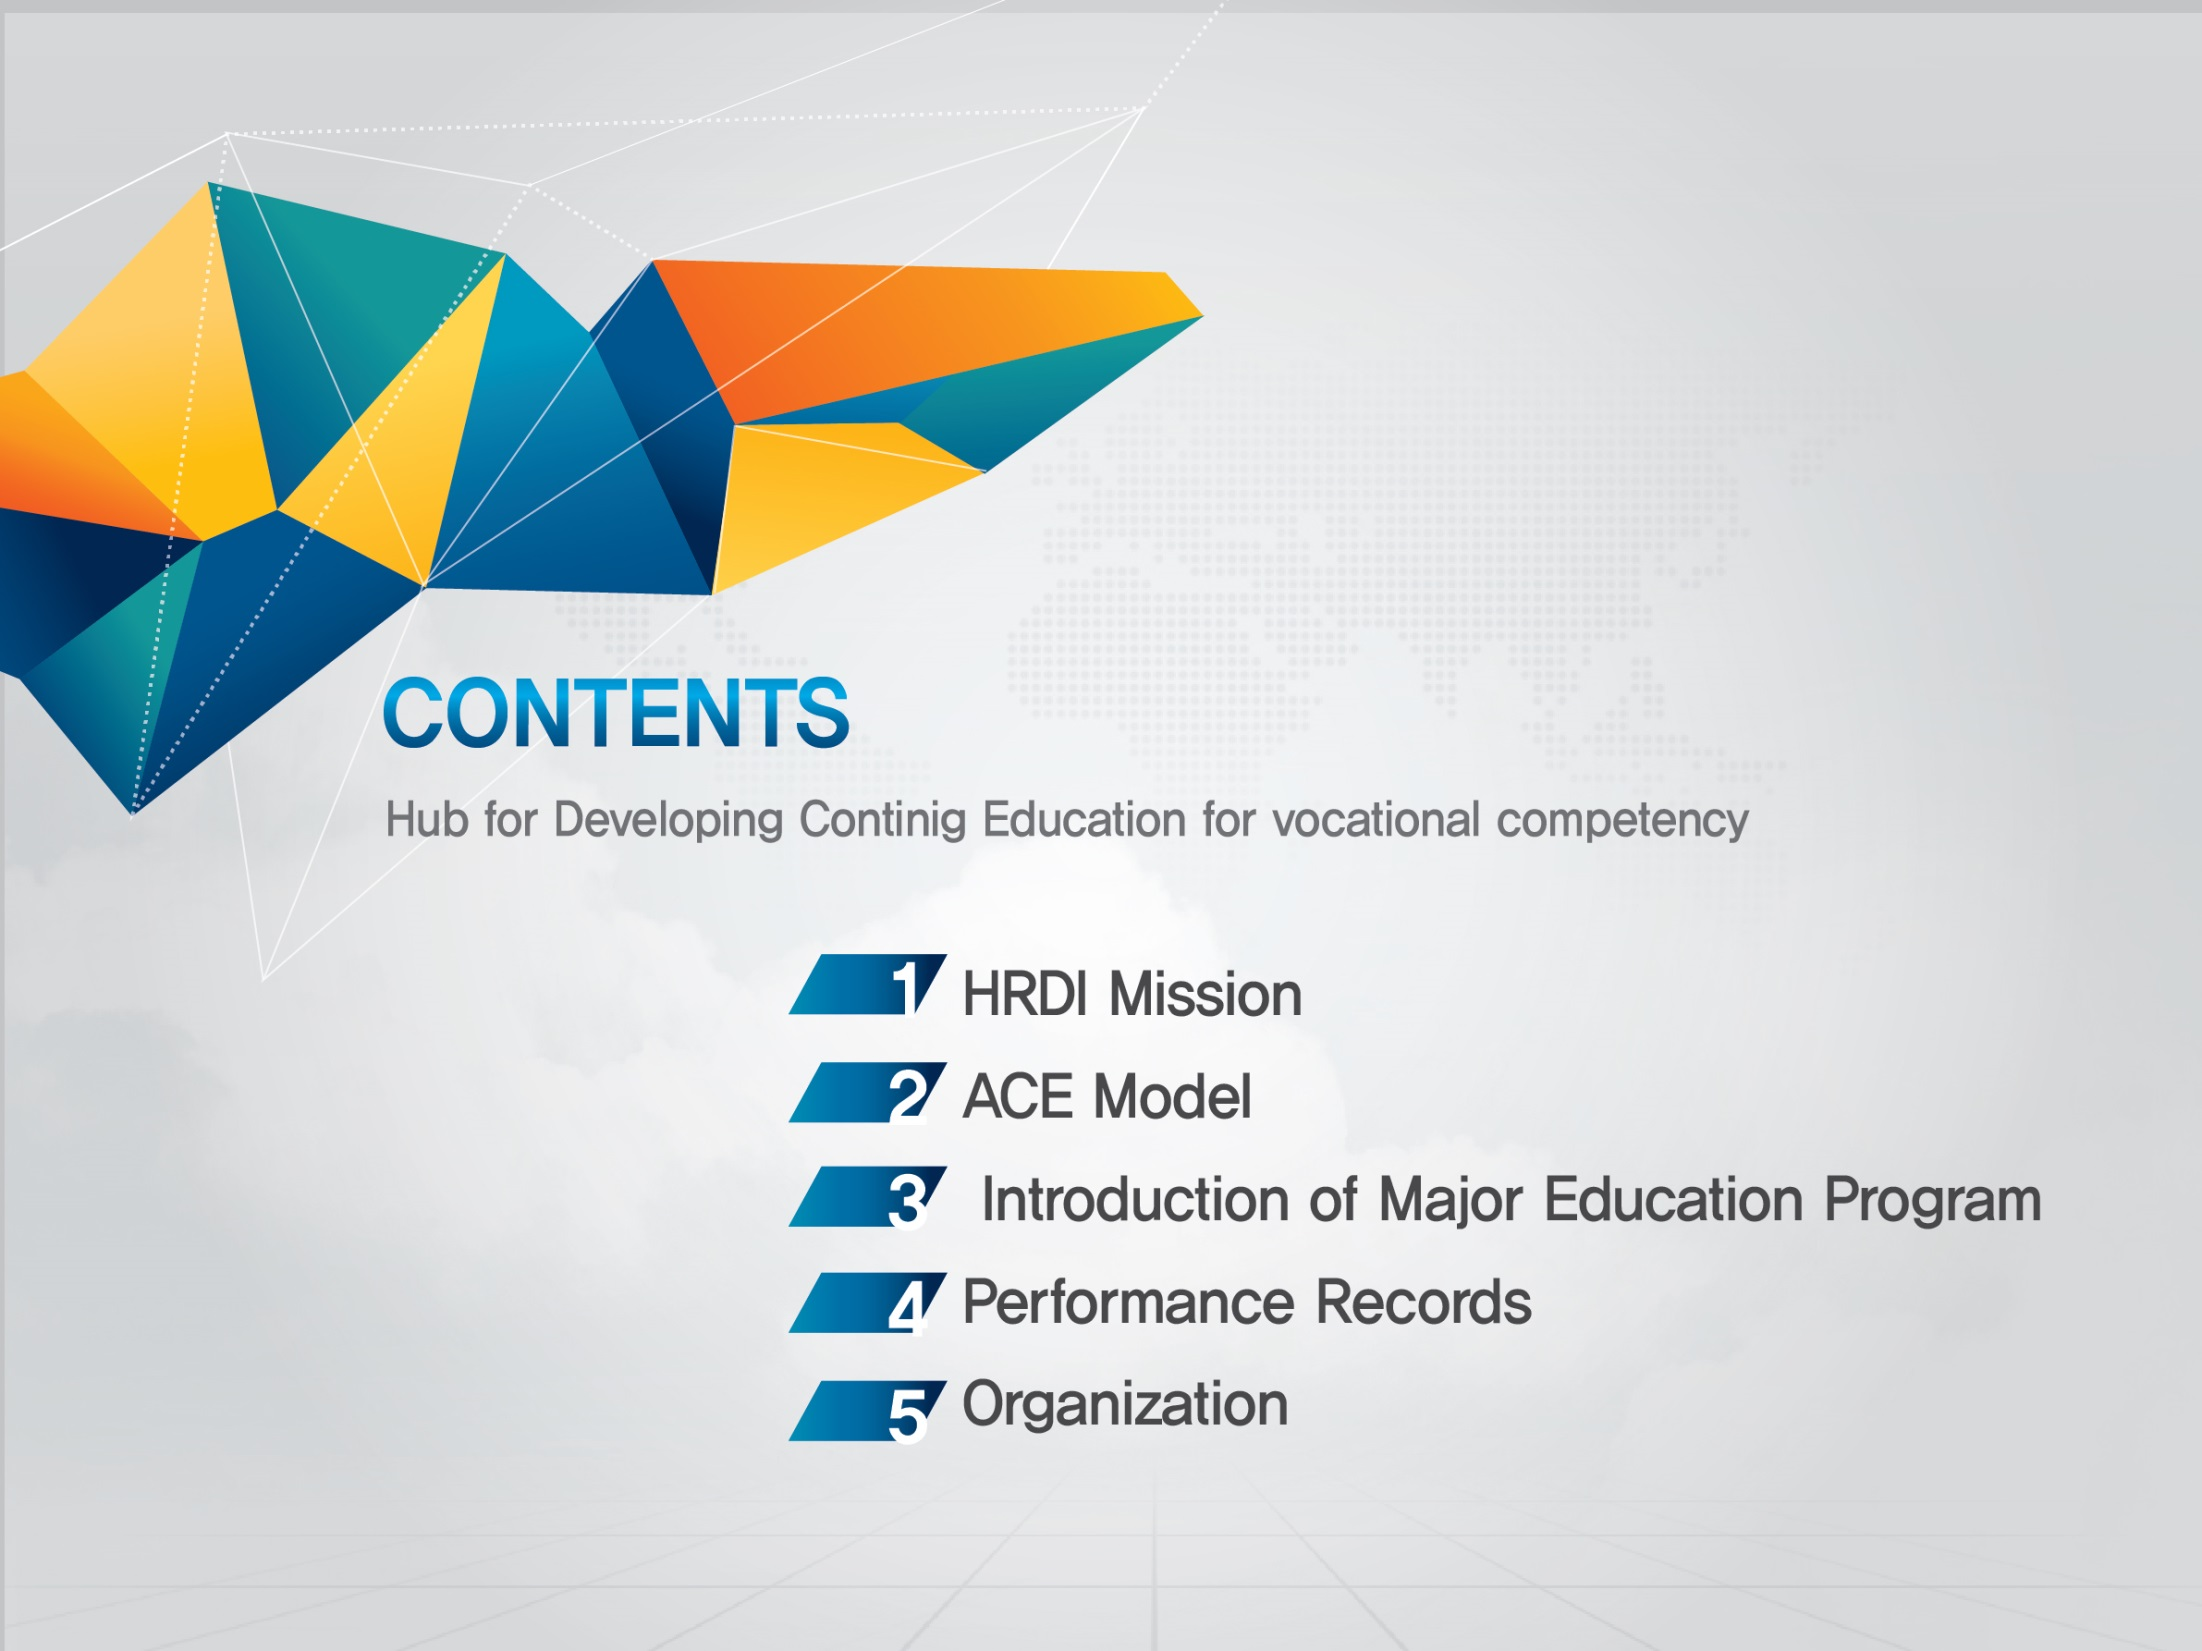 CONTENTS
Hub for Developing Continig Education for vocational competency
1 HRDI Mission
2 ACE Model
3 Introduction of Major Education Program
4 Performance Records
5 Organization